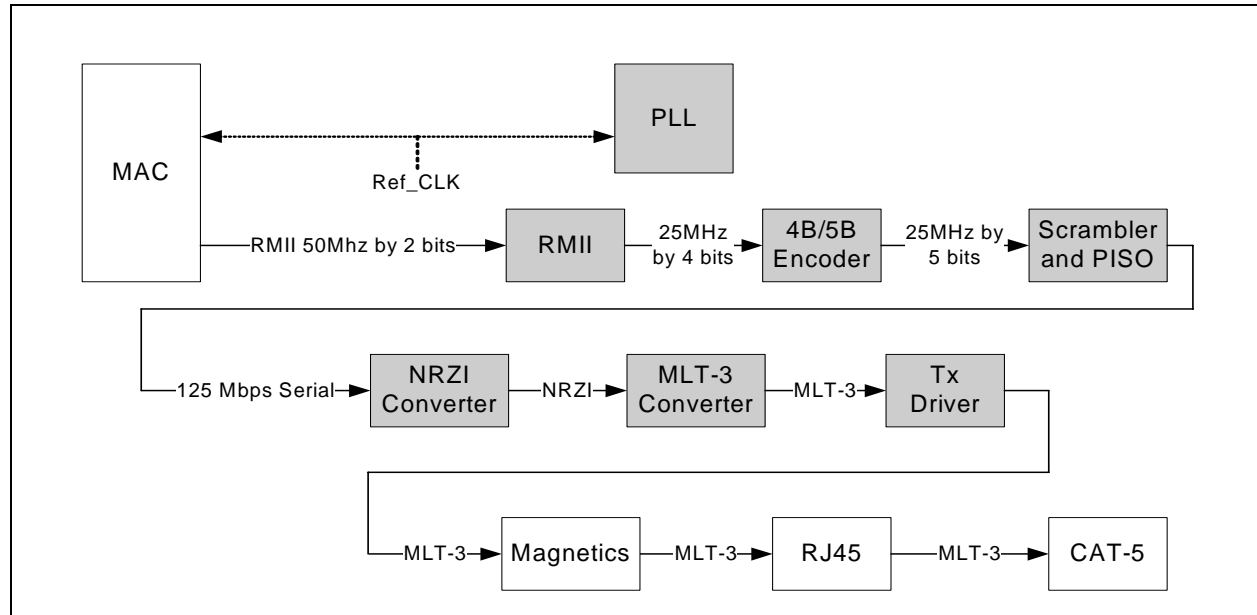 MAC
PLL
Ref_CLK
RMII 50Mhz by 2 bits
RMII
25MHz
by 4 bits
4B/5B
Encoder
25MHz by
5 bits
Scrambler
and PISO
125 Mbps Serial
NRZI
Converter
NRZI
MLT-3
Converter
MLT-3
Tx
Driver
MLT-3
Magnetics
MLT-3
RJ45
MLT-3
CAT-5